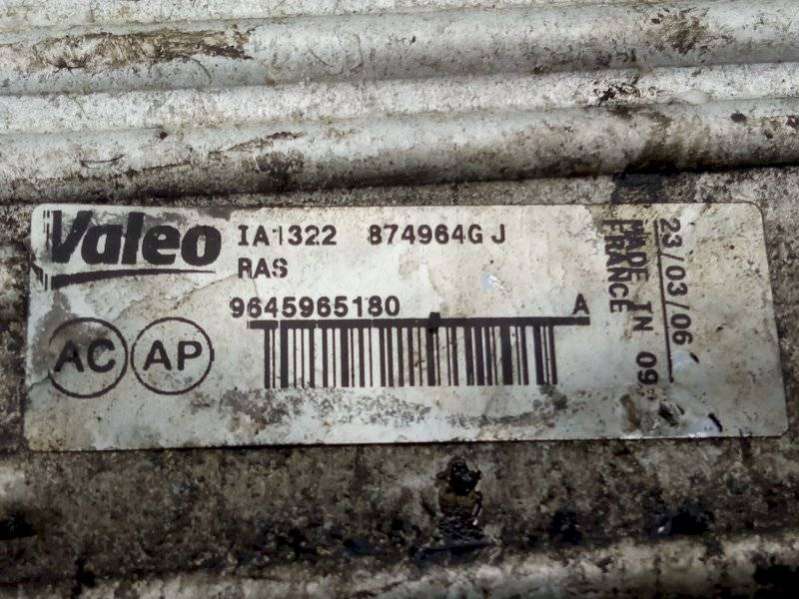 Valeo IA1322 874964G J
RAS
9645965180 A
AC AP
23/03/06
MADE IN 09
FRANCE